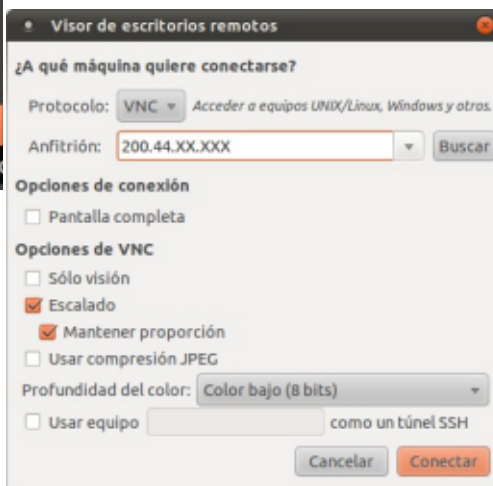 Visor de escritorios remotos
¿A qué máquina quiere conectarse?
Protocolo: VNC Acceder a equipos UNIX/Linux, Windows y otros.
Anfitrión: 200.44.XX.XXX Buscar
Opciones de conexión
Pantalla completa
Opciones de VNC
Sólo visión
Escalado
Mantener proporción
Usar compresión JPEG
Profundidad del color: Color bajo (8 bits)
Usar equipo como un túnel SSH
Cancelar Conectar